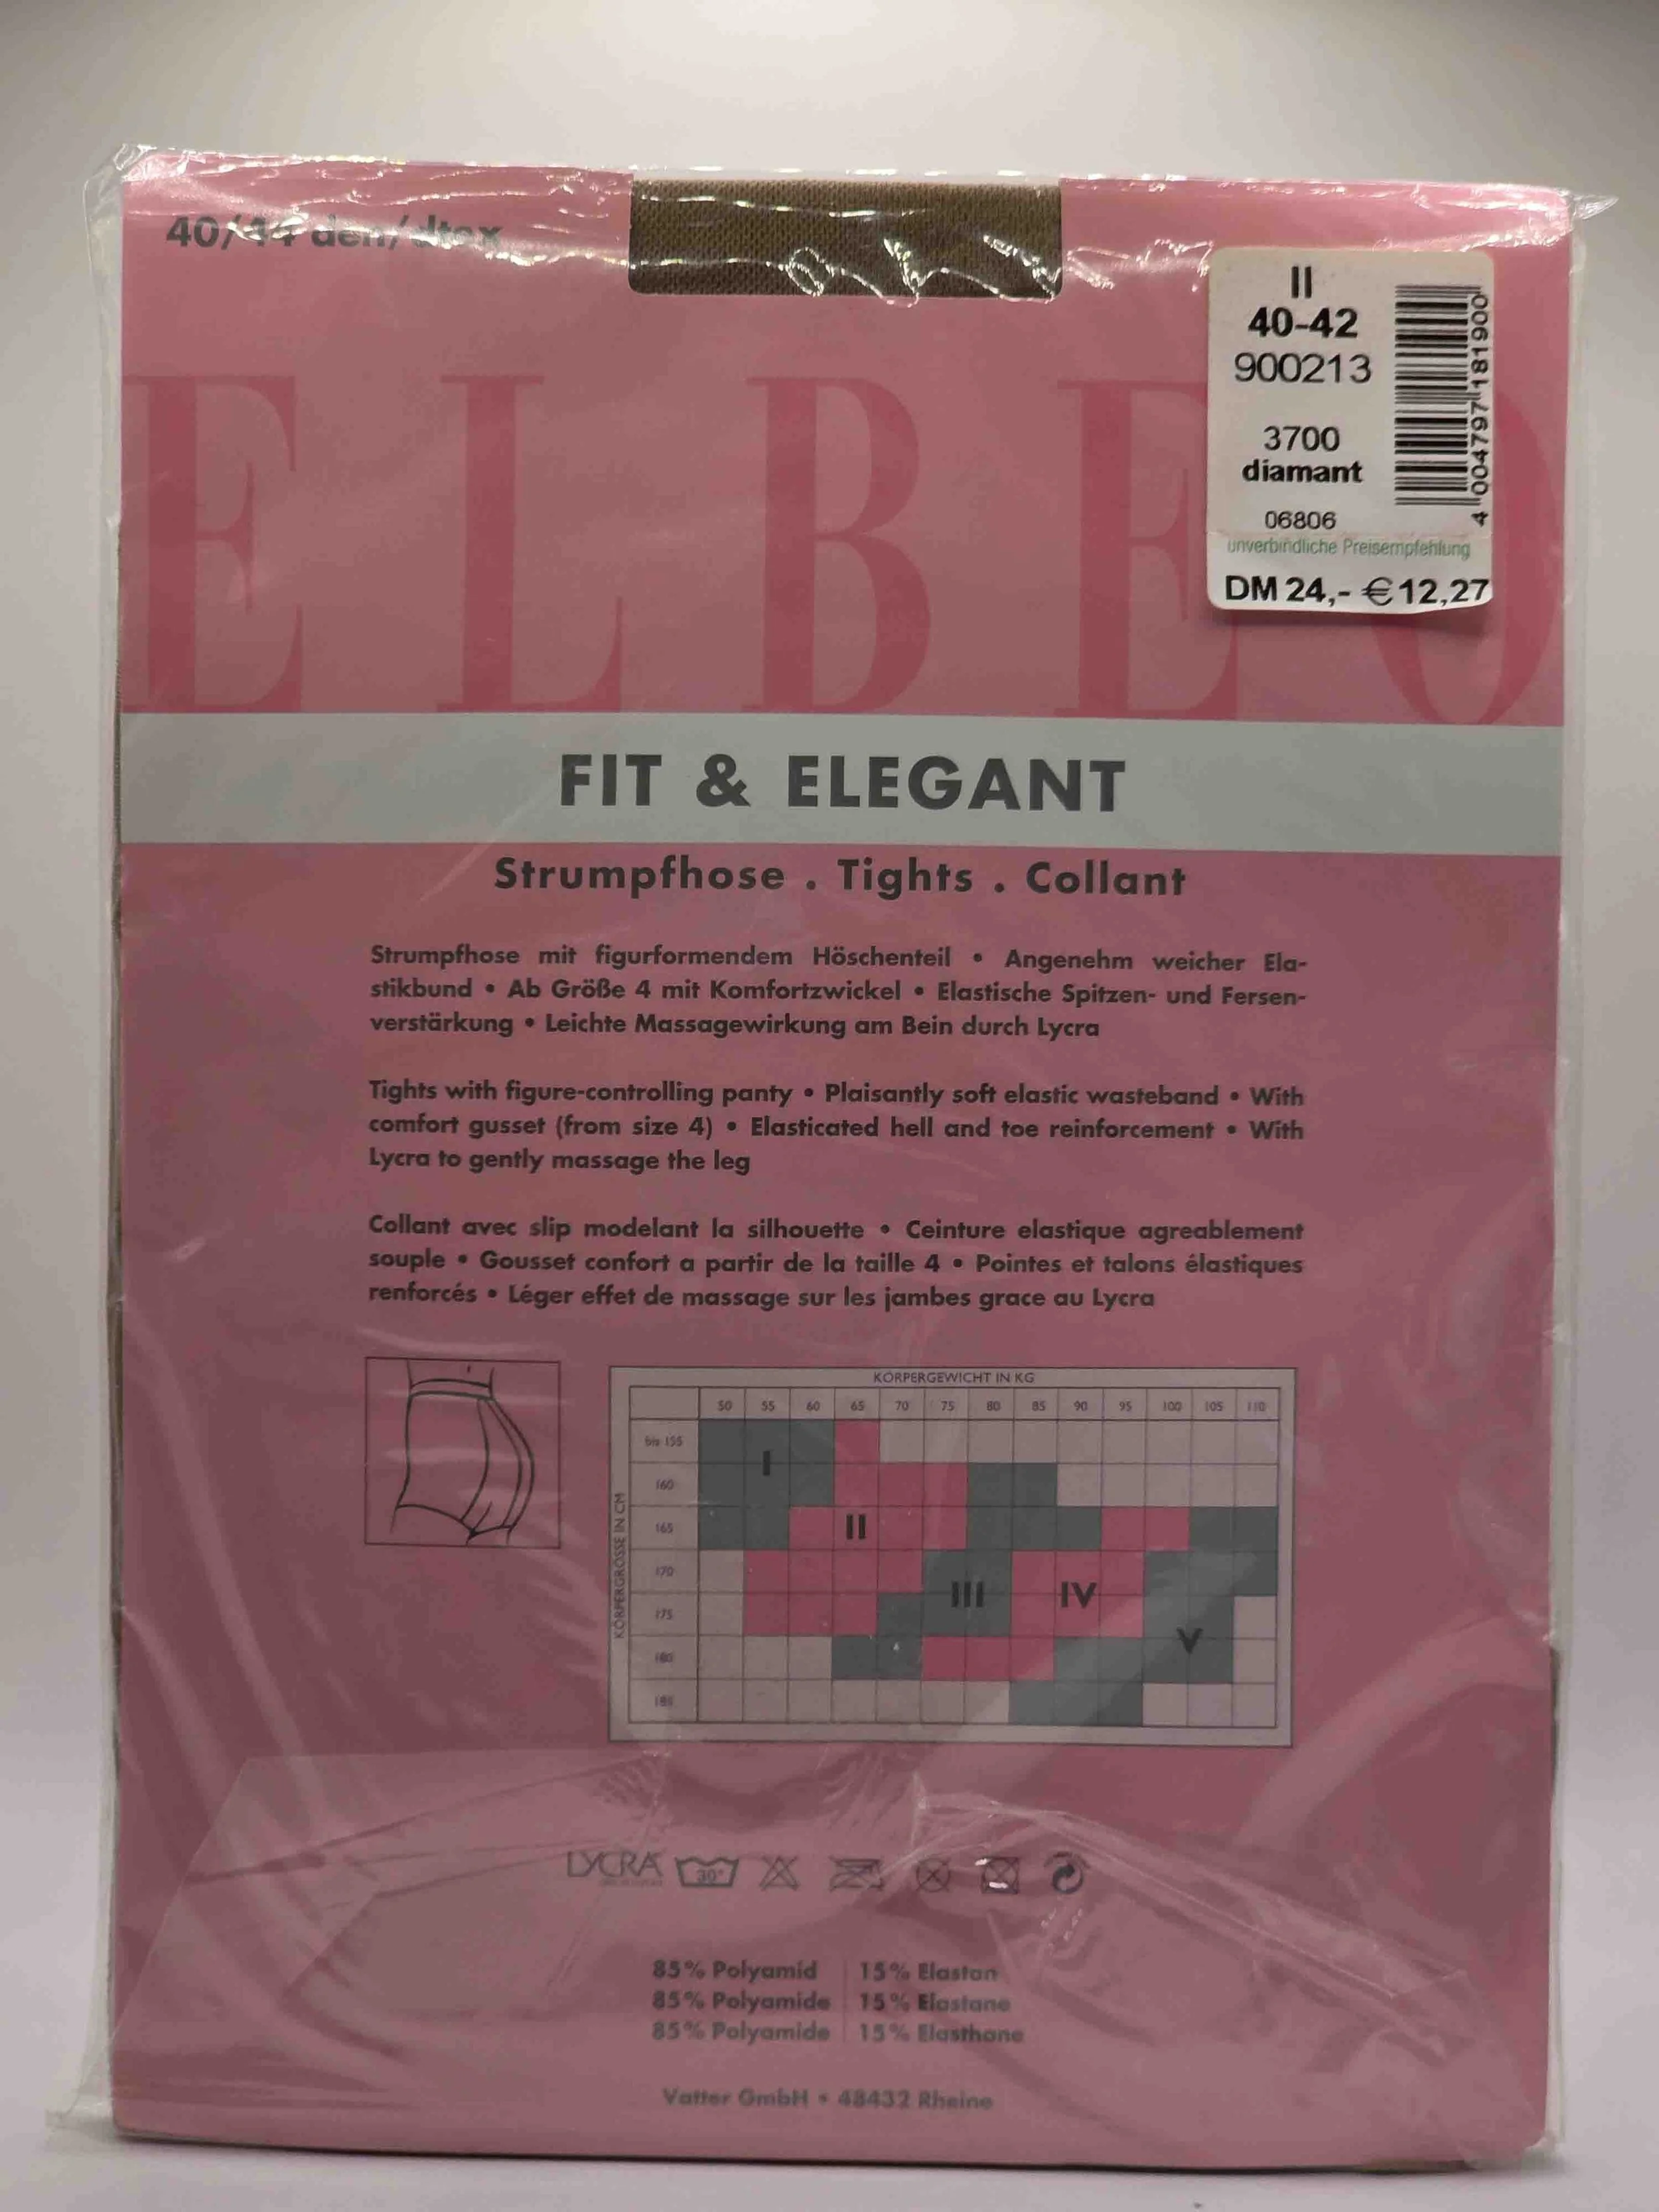 40/44 den/dtex
II
40-42
900213
3700
diamant
06806
unverbindliche Preisempfehlung
DM 24,- €12,27
4 004797 181900
ELBEO
FIT & ELEGANT
Strumpfhose . Tights . Collant
Strumpfhose mit figurformendem Höschenteil • Angenehm weicher Ela-
stikbund • Ab Größe 4 mit Komfortzwickel • Elastische Spitzen- und Fersen-
verstärkung • Leichte Massagewirkung am Bein durch Lycra
Tights with figure-controlling panty • Plaisantly soft elastic wasteband • With
comfort gusset (from size 4) • Elasticated hell and toe reinforcement • With
Lycra to gently massage the leg
Collant avec slip modelant la silhouette • Ceinture elastique agreablement
souple • Gousset confort a partir de la taille 4 • Pointes et talons élastiques
renforcés • Léger effet de massage sur les jambes grace au Lycra
KÖRPERGEWICHT IN KG
50 55 60 65 70 75 80 85 90 95 100 105 110
KÖRPERGRÖSSE IN CM
bis 155
I
160
165
II
170
III IV
175
V
180
185
LYCRA
30°
85% Polyamid 15% Elastan
85% Polyamide 15% Elastane
85% Polyamide 15% Elasthane
Vatter GmbH • 48432 Rheine